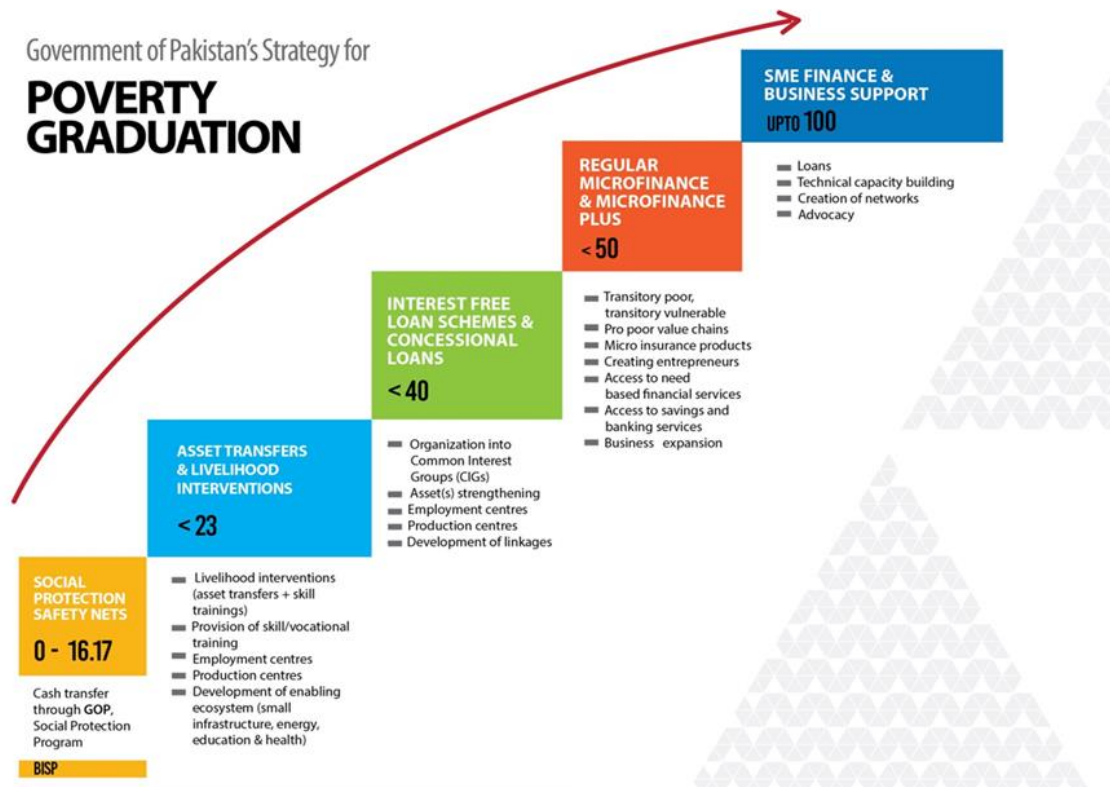 Government of Pakistan's Strategy for
POVERTY
GRADUATION
SOCIAL
PROTECTION
SAFETY NETS
0 - 16.17
Cash transfer
through GOP,
Social Protection
Program
BISP
ASSET TRANSFERS
& LIVELIHOOD
INTERVENTIONS
< 23
Livelihood interventions
(asset transfers + skill
trainings)
Provision of skill/vocational
training
Employment centres
Production centres
Development of enabling
ecosystem (small
infrastructure, energy,
education & health)
INTEREST FREE
LOAN SCHEMES &
CONCESSIONAL
LOANS
< 40
Organization into
Common Interest
Groups (CIGs)
Asset(s) strengthening
Employment centres
Production centres
Development of linkages
REGULAR
MICROFINANCE
& MICROFINANCE
PLUS
< 50
Transitory poor,
transitory vulnerable
Pro poor value chains
Micro insurance products
Creating entrepreneurs
Access to need
based financial services
Access to savings and
banking services
Business expansion
SME FINANCE &
BUSINESS SUPPORT
UPTO 100
Loans
Technical capacity building
Creation of networks
Advocacy